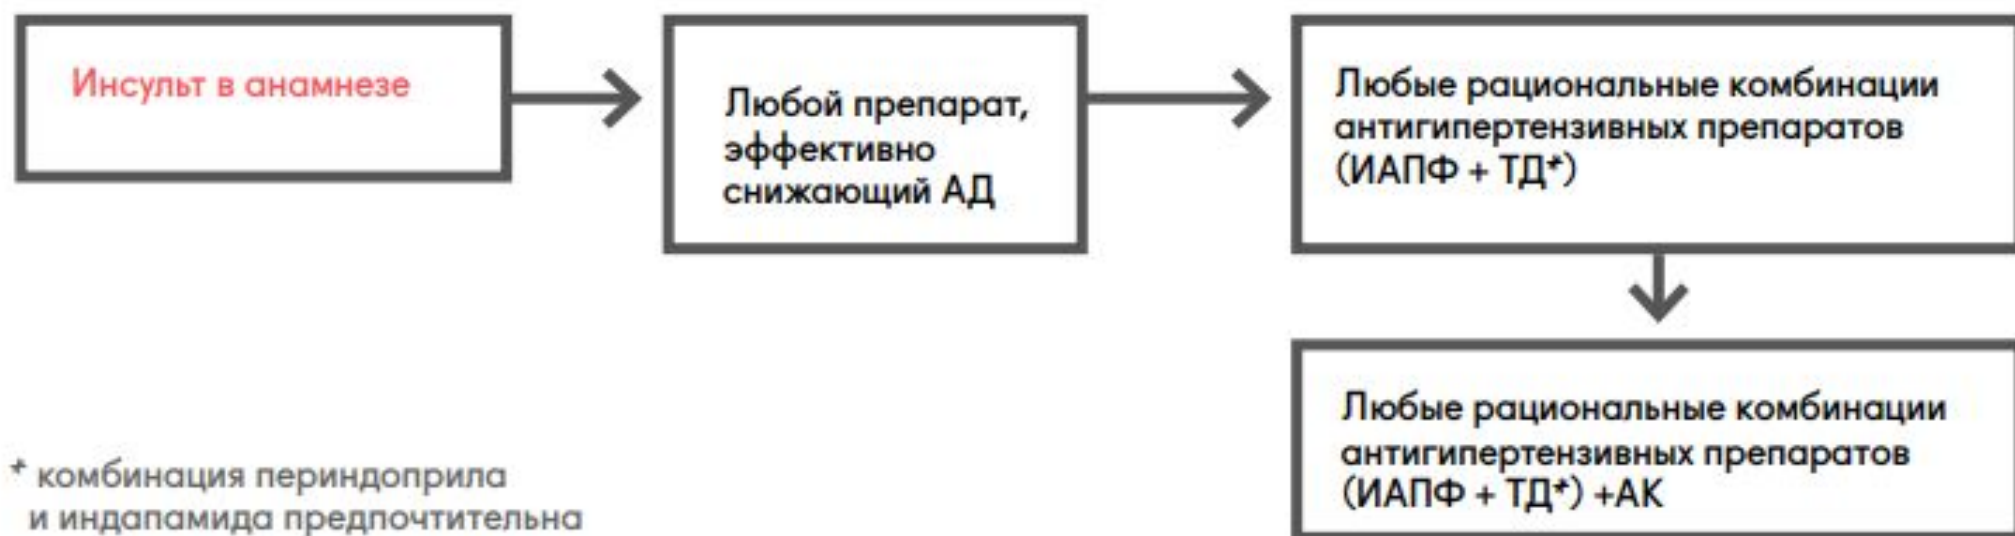 Инсульт в анамнезе
Любой препарат,
эффективно
снижающий АД
Любые рациональные комбинации
антигипертензивных препаратов
(ИАПФ + ТД*)
Любые рациональные комбинации
антигипертензивных препаратов
(ИАПФ + ТД*) +АК
* комбинация периндоприла
и индапамида предпочтительна